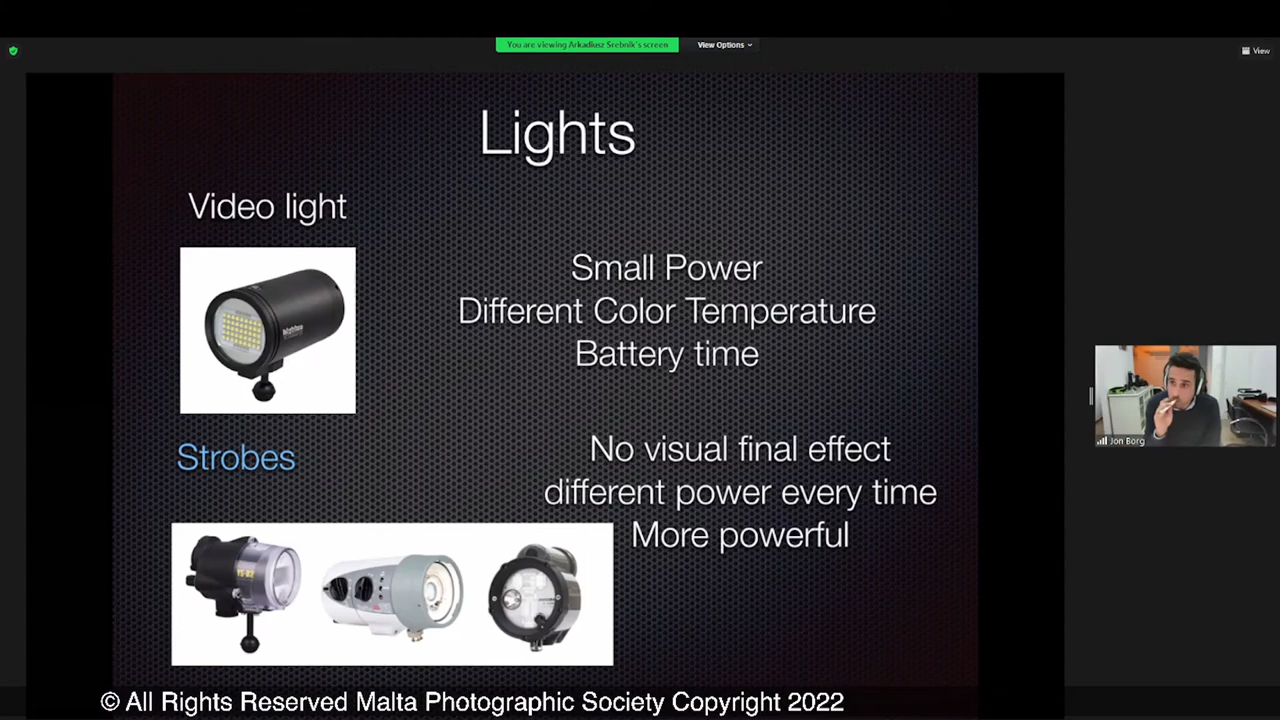 You are viewing Arkadiusz Srebnik's screen
View Options
View
Lights
Video light
Small Power
Different Color Temperature
Battery time
Strobes
No visual final effect
different power every time
More powerful
YS-D2
Jon Borg
© All Rights Reserved Malta Photographic Society Copyright 2022